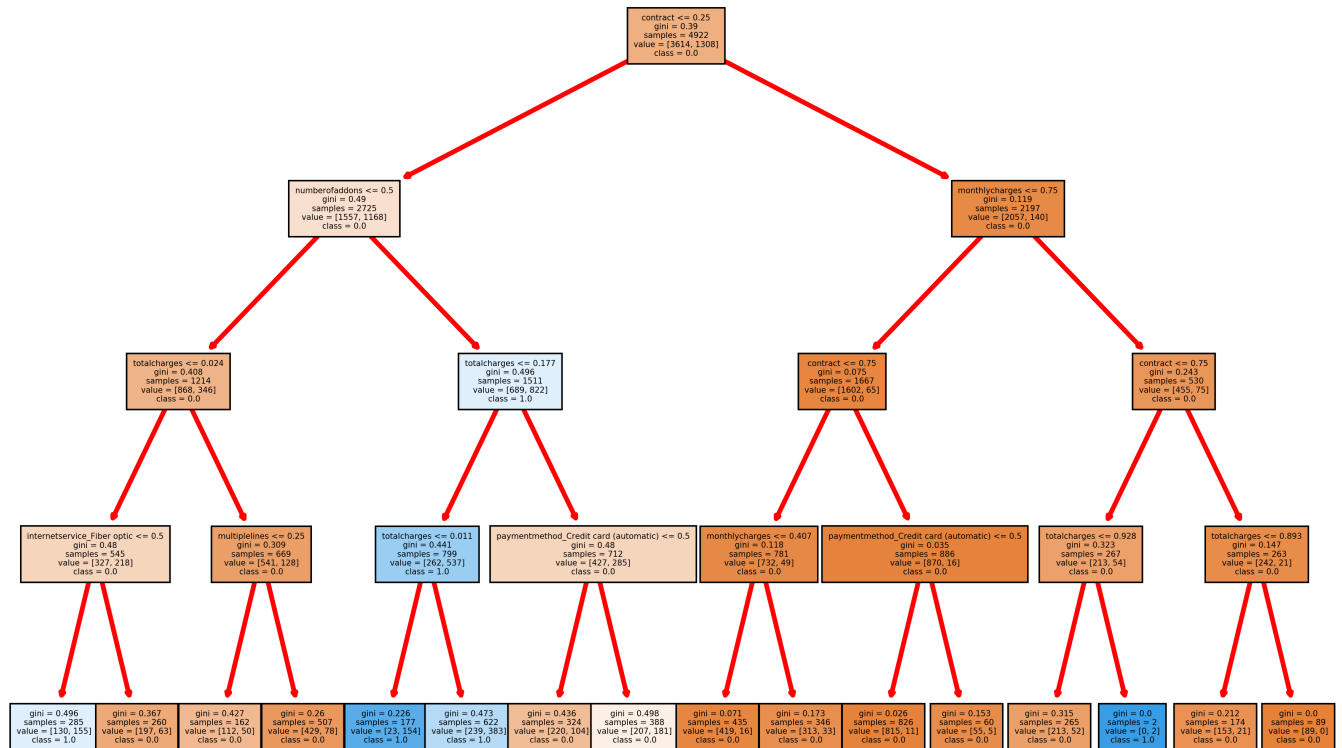 contract <= 0.25
gini = 0.39
samples = 4922
value = [3614, 1308]
class = 0.0
numberofaddons <= 0.5
gini = 0.49
samples = 2725
value = [1557, 1168]
class = 0.0
monthlycharges <= 0.75
gini = 0.119
samples = 2197
value = [2057, 140]
class = 0.0
totalcharges <= 0.024
gini = 0.408
samples = 1214
value = [868, 346]
class = 0.0
totalcharges <= 0.177
gini = 0.496
samples = 1511
value = [689, 822]
class = 1.0
contract <= 0.75
gini = 0.075
samples = 1667
value = [1602, 65]
class = 0.0
contract <= 0.75
gini = 0.243
samples = 530
value = [455, 75]
class = 0.0
internetservice_Fiber optic <= 0.5
gini = 0.48
samples = 545
value = [327, 218]
class = 0.0
multiplelines <= 0.25
gini = 0.309
samples = 669
value = [541, 128]
class = 0.0
totalcharges <= 0.011
gini = 0.441
samples = 799
value = [262, 537]
class = 1.0
paymentmethod_Credit card (automatic) <= 0.5
gini = 0.48
samples = 712
value = [427, 285]
class = 0.0
monthlycharges <= 0.407
gini = 0.118
samples = 781
value = [732, 49]
class = 0.0
paymentmethod_Credit card (automatic) <= 0.5
gini = 0.035
samples = 886
value = [870, 16]
class = 0.0
totalcharges <= 0.928
gini = 0.323
samples = 267
value = [213, 54]
class = 0.0
totalcharges <= 0.893
gini = 0.147
samples = 263
value = [242, 21]
class = 0.0
gini = 0.496
samples = 285
value = [130, 155]
class = 1.0
gini = 0.367
samples = 260
value = [197, 63]
class = 0.0
gini = 0.427
samples = 162
value = [112, 50]
class = 0.0
gini = 0.26
samples = 507
value = [429, 78]
class = 0.0
gini = 0.226
samples = 177
value = [23, 154]
class = 1.0
gini = 0.473
samples = 622
value = [239, 383]
class = 1.0
gini = 0.436
samples = 324
value = [220, 104]
class = 0.0
gini = 0.498
samples = 388
value = [207, 181]
class = 0.0
gini = 0.071
samples = 435
value = [419, 16]
class = 0.0
gini = 0.173
samples = 346
value = [313, 33]
class = 0.0
gini = 0.026
samples = 826
value = [815, 11]
class = 0.0
gini = 0.153
samples = 60
value = [55, 5]
class = 0.0
gini = 0.315
samples = 265
value = [213, 52]
class = 0.0
gini = 0.0
samples = 2
value = [0, 2]
class = 1.0
gini = 0.212
samples = 174
value = [153, 21]
class = 0.0
gini = 0.0
samples = 89
value = [89, 0]
class = 0.0